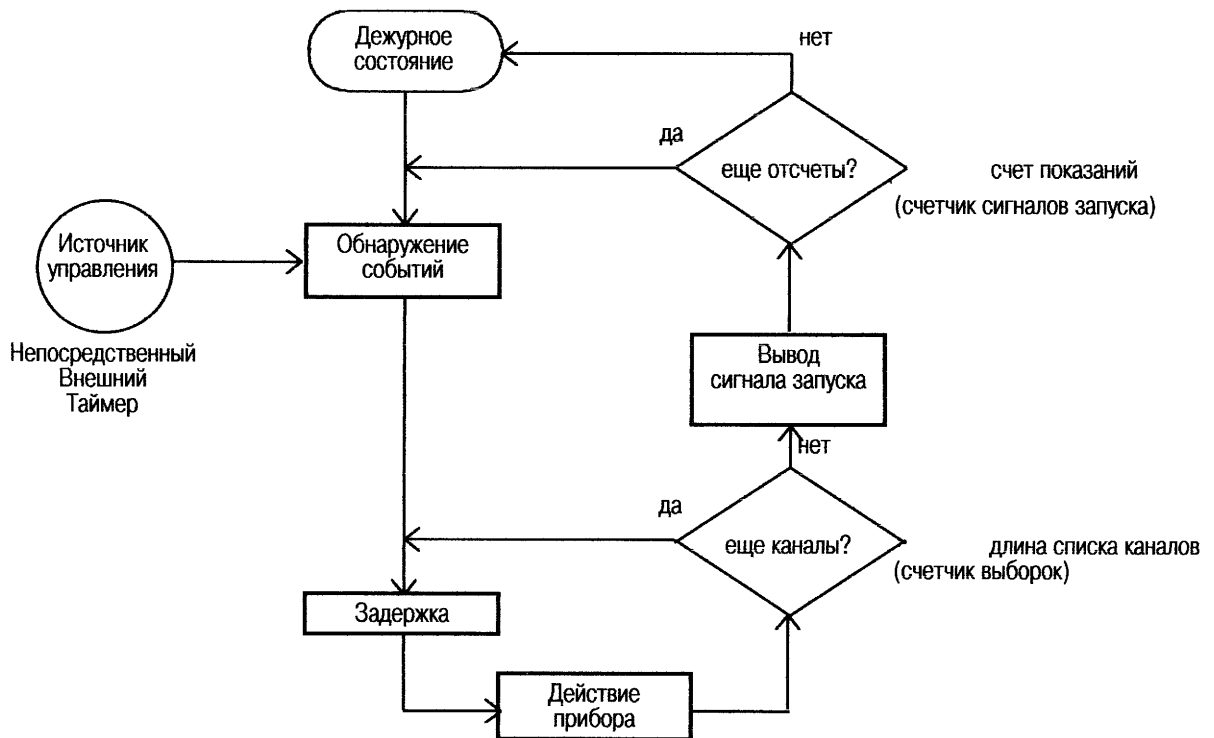 Дежурное
состояние
нет
да
еще отсчеты?
счет показаний
(счетчик сигналов запуска)
Источник
управления
Обнаружение
событий
Непосредственный
Внешний
Таймер
Вывод
сигнала запуска
нет
да
еще каналы?
длина списка каналов
(счетчик выборок)
Задержка
Действие
прибора